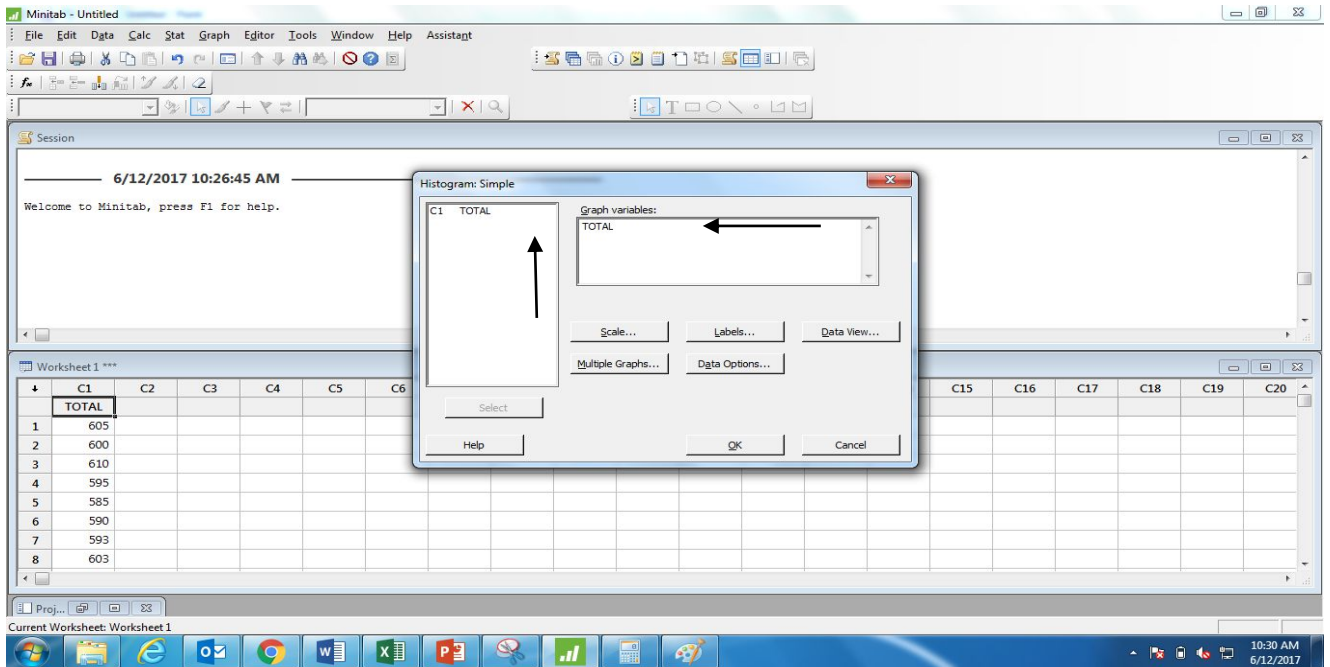 Minitab - Untitled
File Edit Data Calc Stat Graph Editor Tools Window Help Assistant
Session
6/12/2017 10:26:45 AM
Welcome to Minitab, press F1 for help.
Histogram: Simple
C1 TOTAL
Graph variables:
TOTAL
Scale... Labels... Data View...
Multiple Graphs... Data Options...
Select
Help OK Cancel
Worksheet 1 ***
C1 C2 C3 C4 C5 C6 C15 C16 C17 C18 C19 C20
TOTAL
1 605
2 600
3 610
4 595
5 585
6 590
7 593
8 603
Proj...
Current Worksheet: Worksheet 1
10:30 AM
6/12/2017